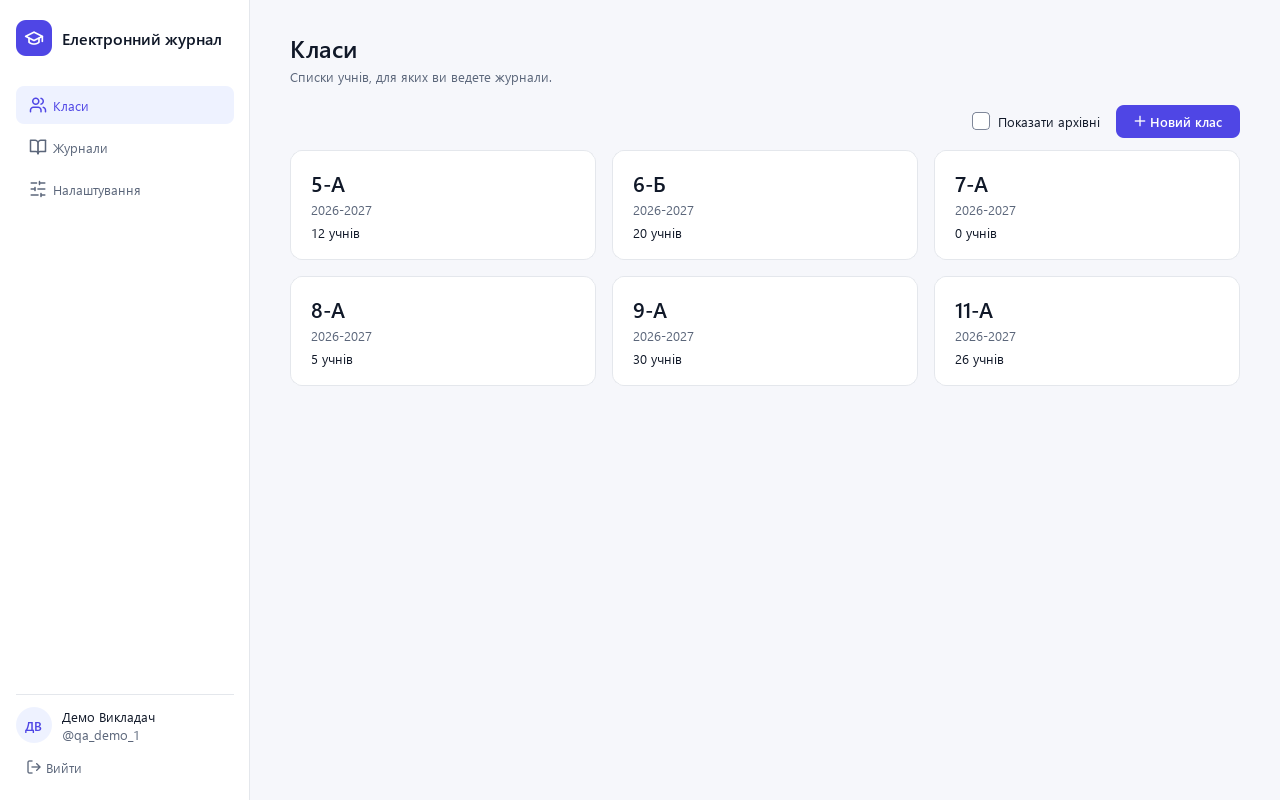 Електронний журнал
Класи
Журнали
Налаштування
Класи
Списки учнів, для яких ви ведете журнали.
Показати архівні
Новий клас
5-А
2026-2027
12 учнів
6-Б
2026-2027
20 учнів
7-А
2026-2027
0 учнів
8-А
2026-2027
5 учнів
9-А
2026-2027
30 учнів
11-А
2026-2027
26 учнів
ДВ
Демо Викладач
@qa_demo_1
Вийти